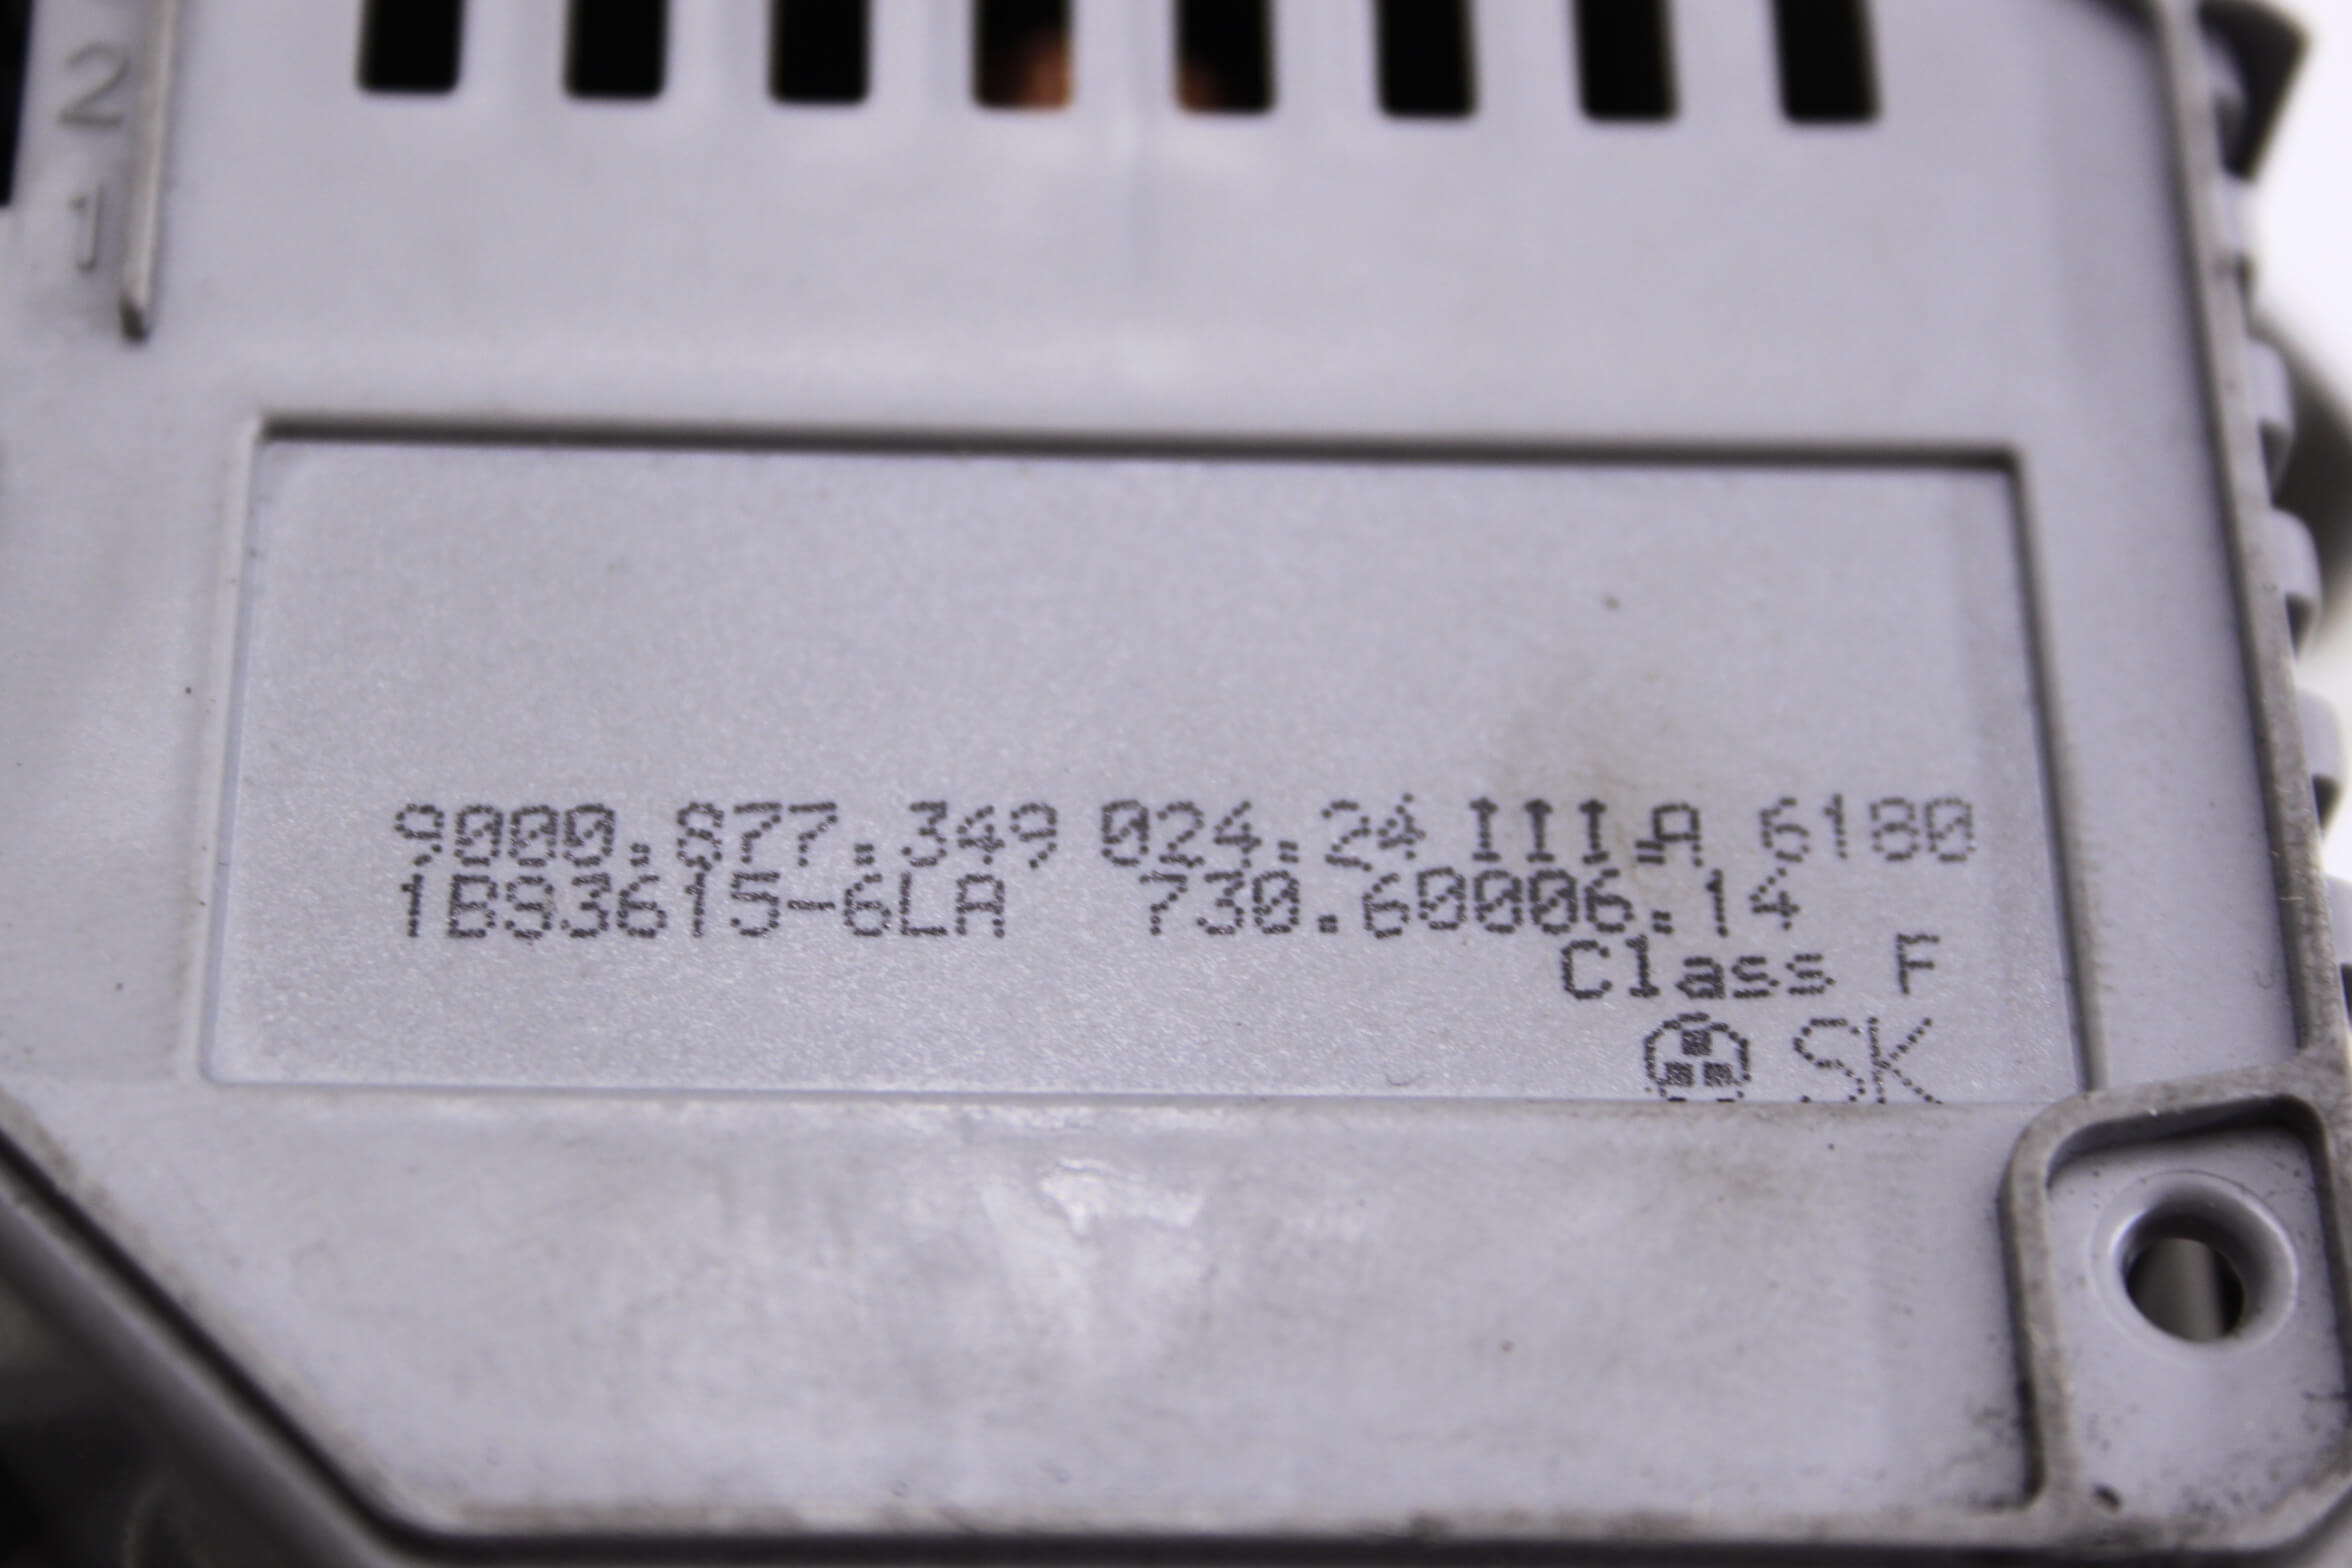 2
1
9000.877.349 024.24 III.A 6180
1BS3615-6LA 730.60006.14
Class F
SK